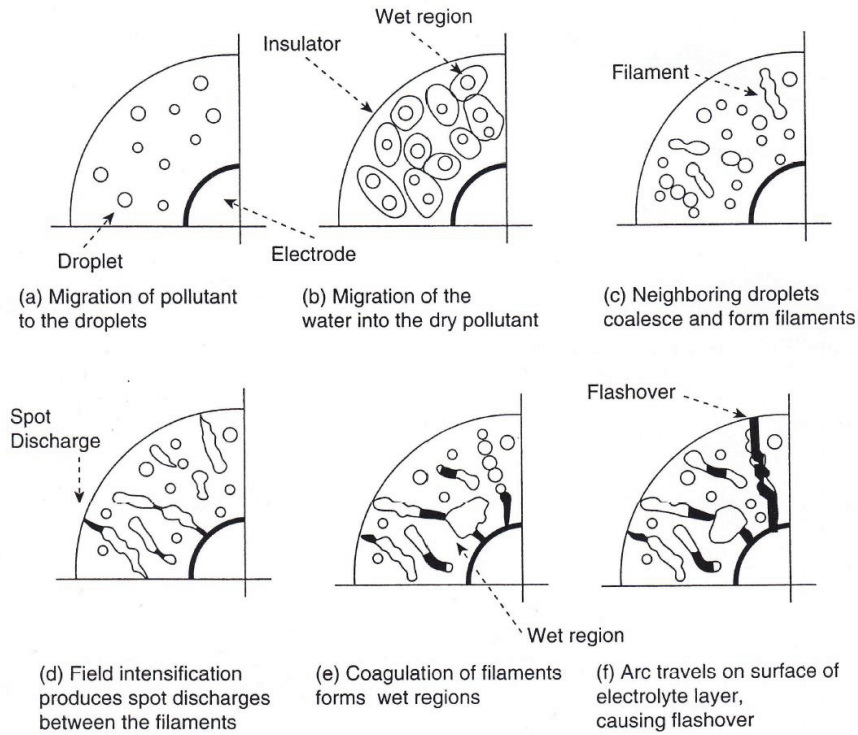 Wet region
Insulator
Filament
Droplet
Electrode
(a) Migration of pollutant
to the droplets
(b) Migration of the
water into the dry pollutant
(c) Neighboring droplets
coalesce and form filaments
Spot
Discharge
Flashover
Wet region
(d) Field intensification
produces spot discharges
between the filaments
(e) Coagulation of filaments
forms wet regions
(f) Arc travels on surface of
electrolyte layer,
causing flashover